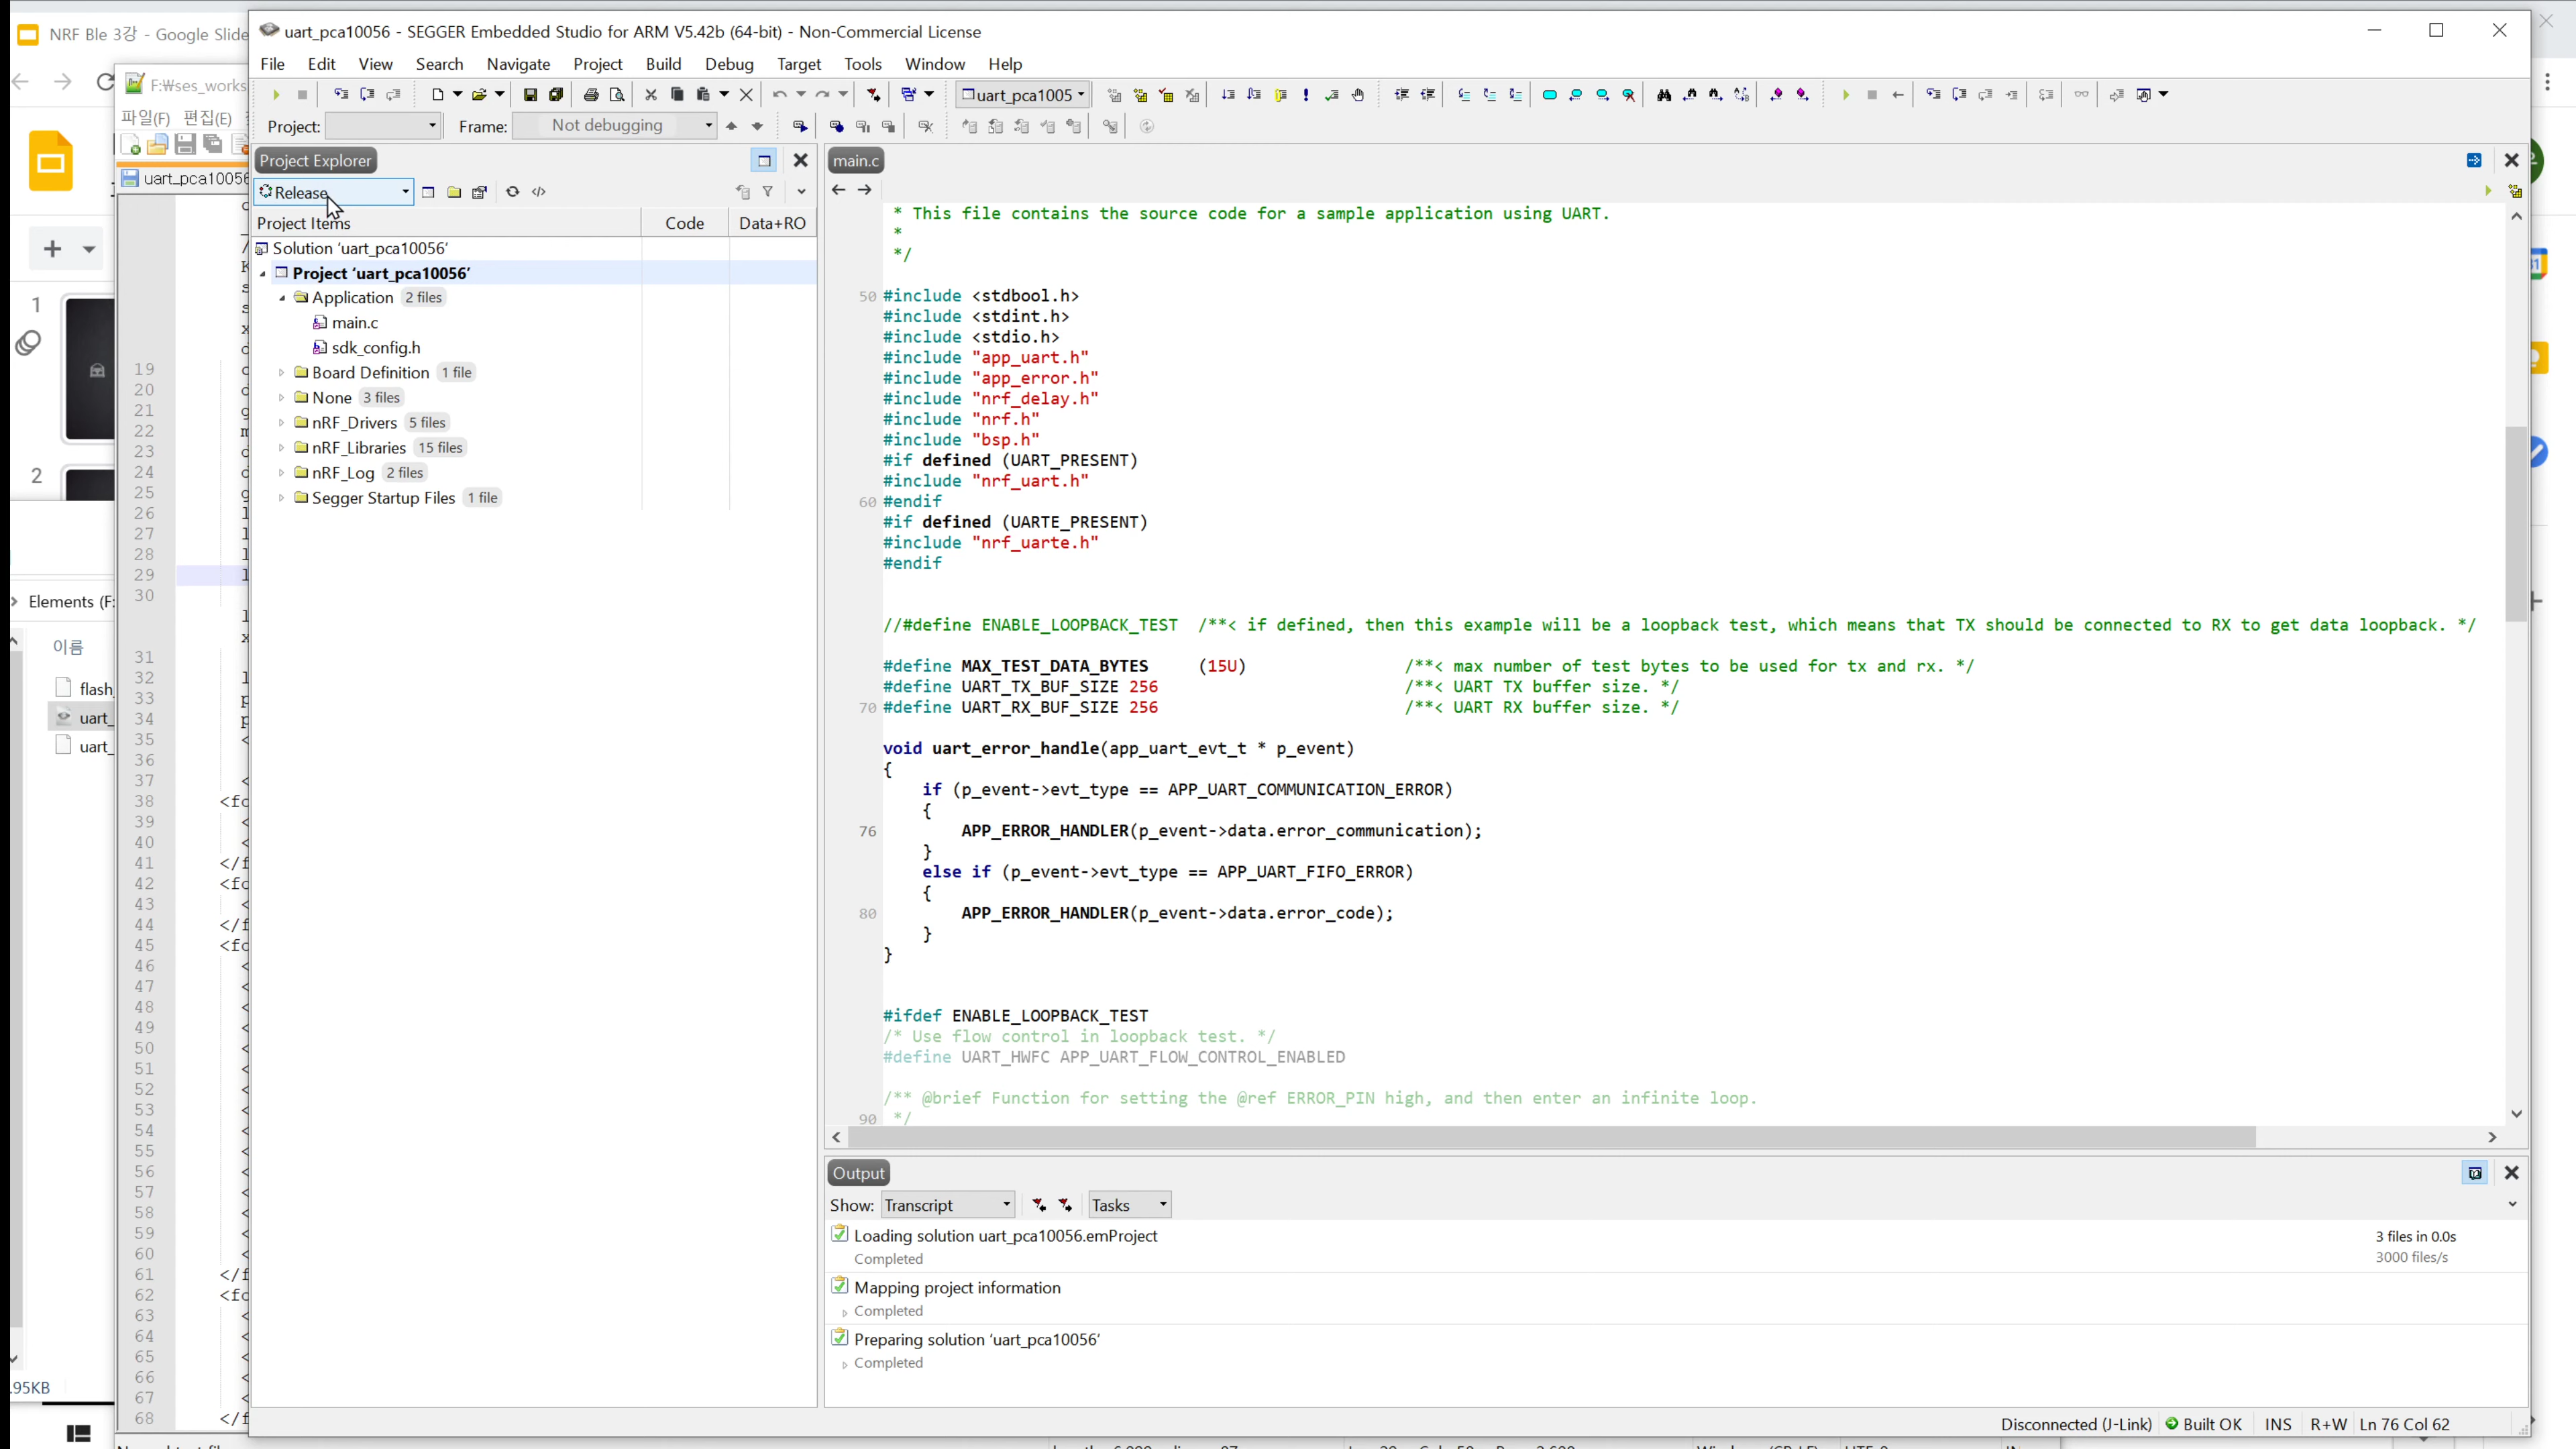 NRF Ble 3강 - Google Slide
F:₩ses_works
파일(F) 편집(E)
uart_pca10056
uart_pca10056 - SEGGER Embedded Studio for ARM V5.42b (64-bit) - Non-Commercial License
File Edit View Search Navigate Project Build Debug Target Tools Window Help
uart_pca1005
Project: Frame: Not debugging
Project Explorer
Release
Project Items Code Data+RO
Solution 'uart_pca10056'
Project 'uart_pca10056'
Application 2 files
main.c
sdk_config.h
Board Definition 1 file
None 3 files
nRF_Drivers 5 files
nRF_Libraries 15 files
nRF_Log 2 files
Segger Startup Files 1 file
1
2
Elements (F:
이름
flash_
uart_
uart_
.95KB
19
20
21
22
23
24
25
26
27
28
29
30
31
32
33
34
35
36
37
38 <fo
39
40
41 </f
42 <fo
43
44 </f
45 <fo
46
47
48
49
50
51
52
53
54
55
56
57
58
59
60
61 </f
62 <fo
63
64
65
66
67
68 </f
main.c
* This file contains the source code for a sample application using UART.
*
*/
50 #include <stdbool.h>
#include <stdint.h>
#include <stdio.h>
#include "app_uart.h"
#include "app_error.h"
#include "nrf_delay.h"
#include "nrf.h"
#include "bsp.h"
#if defined (UART_PRESENT)
#include "nrf_uart.h"
60 #endif
#if defined (UARTE_PRESENT)
#include "nrf_uarte.h"
#endif
//#define ENABLE_LOOPBACK_TEST /**< if defined, then this example will be a loopback test, which means that TX should be connected to RX to get data loopback. */
#define MAX_TEST_DATA_BYTES (15U) /**< max number of test bytes to be used for tx and rx. */
#define UART_TX_BUF_SIZE 256 /**< UART TX buffer size. */
70 #define UART_RX_BUF_SIZE 256 /**< UART RX buffer size. */
void uart_error_handle(app_uart_evt_t * p_event)
{
if (p_event->evt_type == APP_UART_COMMUNICATION_ERROR)
{
76 APP_ERROR_HANDLER(p_event->data.error_communication);
}
else if (p_event->evt_type == APP_UART_FIFO_ERROR)
{
80 APP_ERROR_HANDLER(p_event->data.error_code);
}
}
#ifdef ENABLE_LOOPBACK_TEST
/* Use flow control in loopback test. */
#define UART_HWFC APP_UART_FLOW_CONTROL_ENABLED
/** @brief Function for setting the @ref ERROR_PIN high, and then enter an infinite loop.
90 */
Output
Show: Transcript Tasks
Loading solution uart_pca10056.emProject 3 files in 0.0s
Completed 3000 files/s
Mapping project information
Completed
Preparing solution 'uart_pca10056'
Completed
Disconnected (J-Link) Built OK INS R+W Ln 76 Col 62